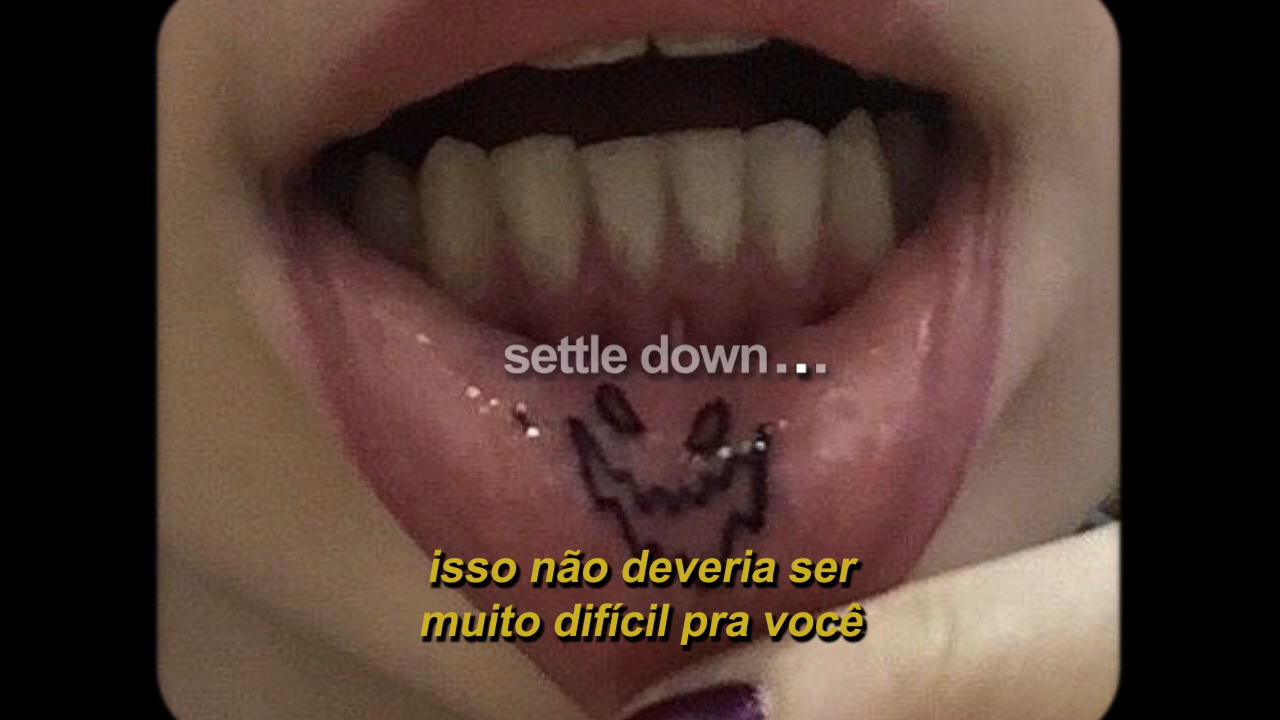 settle down...
isso não deveria ser
muito difícil pra você